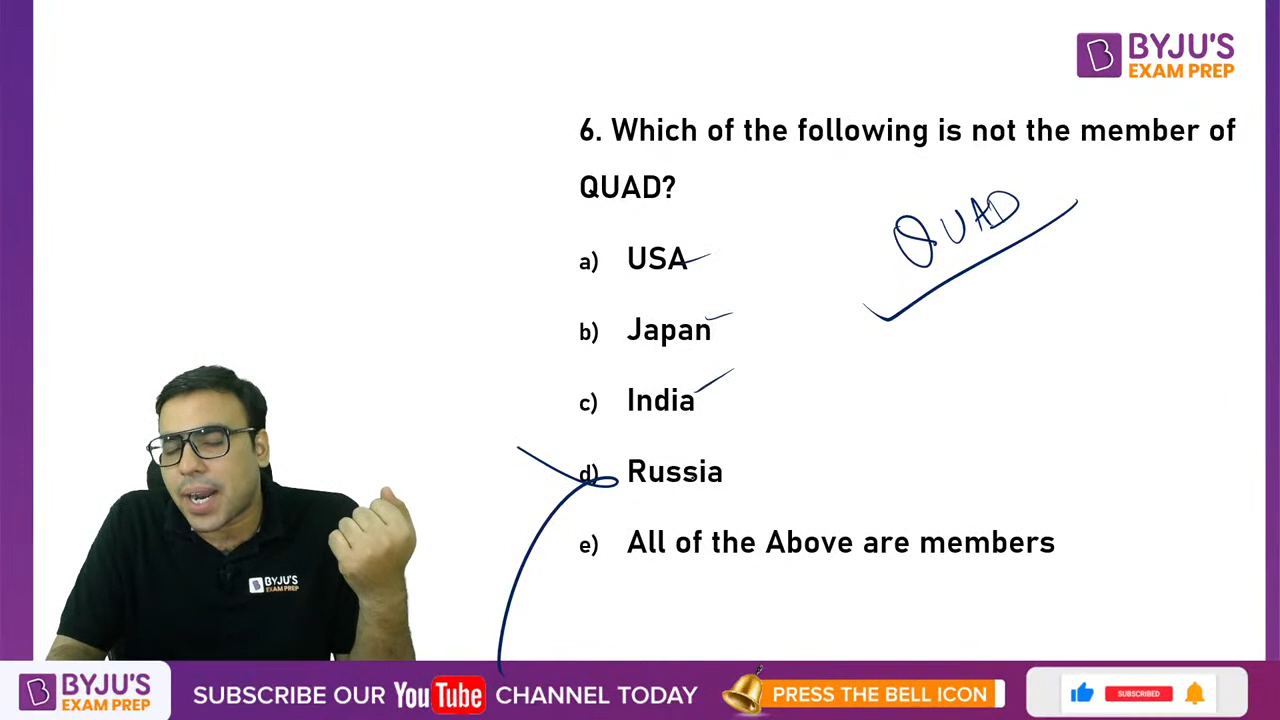 BYJU'S
EXAM PREP
6. Which of the following is not the member of
QUAD?
QUAD
a) USA
b) Japan
c) India
d) Russia
e) All of the Above are members
BYJU'S
EXAM PREP
BYJU'S
EXAM PREP
SUBSCRIBE OUR YouTube CHANNEL TODAY
PRESS THE BELL ICON
SUBSCRIBED